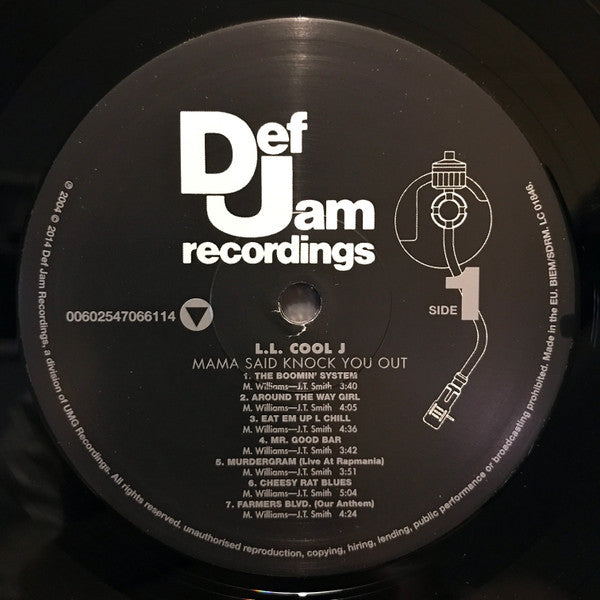 Def
Jam
recordings
SIDE 1
00602547066114
L.L. COOL J
MAMA SAID KNOCK YOU OUT
1. THE BOOMIN' SYSTEM
M. Williams—J.T. Smith 3:40
2. AROUND THE WAY GIRL
M. Williams—J.T. Smith 4:05
3. EAT EM UP L CHILL
M. Williams—J.T. Smith 4:36
4. MR. GOOD BAR
M. Williams—J.T. Smith 3:42
5. MURDERGRAM (Live At Rapmania)
M. Williams—J.T. Smith 3:51
6. CHEESY RAT BLUES
M. Williams—J.T. Smith 5:04
7. FARMERS BLVD. (Our Anthem)
M. Williams—J.T. Smith 4:24
℗ 2004 © 2014 Def Jam Recordings, a division of UMG Recordings. All rights reserved. unauthorised reproduction, copying, hiring, lending, public performance or broadcasting prohibited. Made in the EU. BIEM/SDRM. LC 01846.